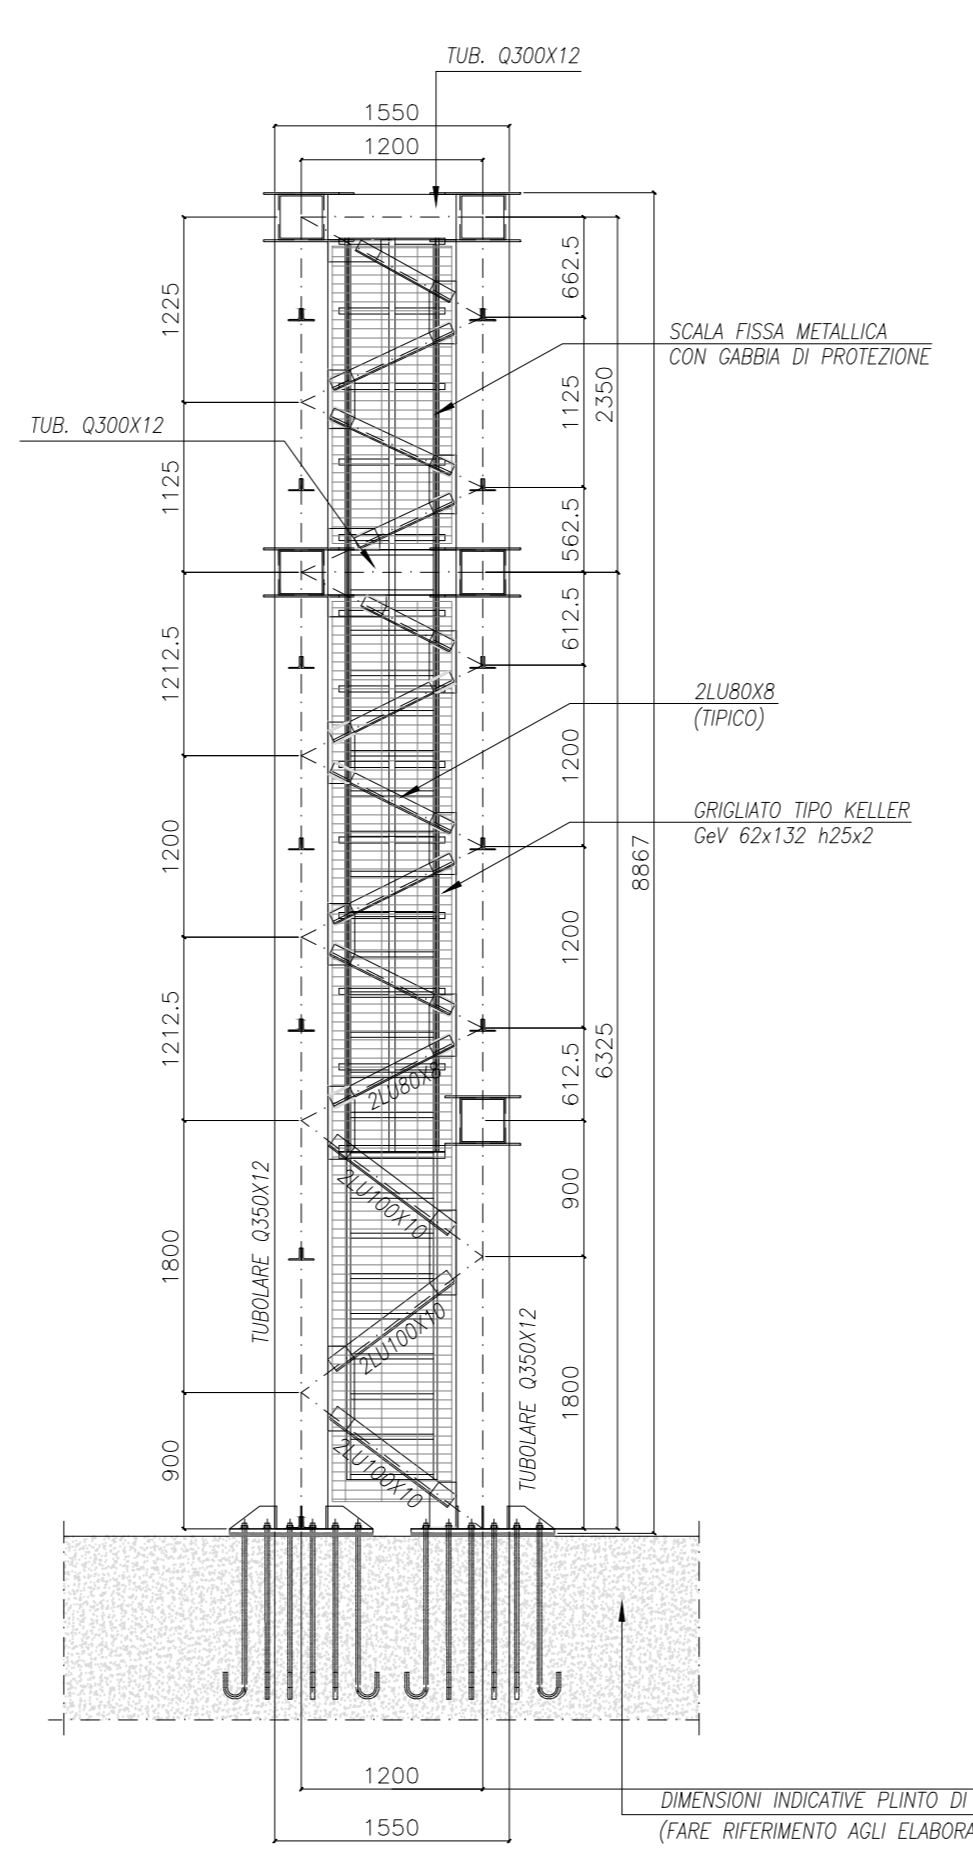 TUB. Q300X12
1550
1200
662.5
1225
SCALA FISSA METALLICA
CON GABBIA DI PROTEZIONE
1125
2350
TUB. Q300X12
1125
562.5
612.5
1212.5
2LU80X8
(TIPICO)
1200
GRIGLIATO TIPO KELLER
GeV 62x132 h25x2
1200
8867
1200
1212.5
6325
612.5
2LU80X8
2LU100X10
900
TUBOLARE Q350X12
1800
2LU100X10
TUBOLARE Q350X12
1800
2LU100X10
900
1200
1550
DIMENSIONI INDICATIVE PLINTO DI
(FARE RIFERIMENTO AGLI ELABORA